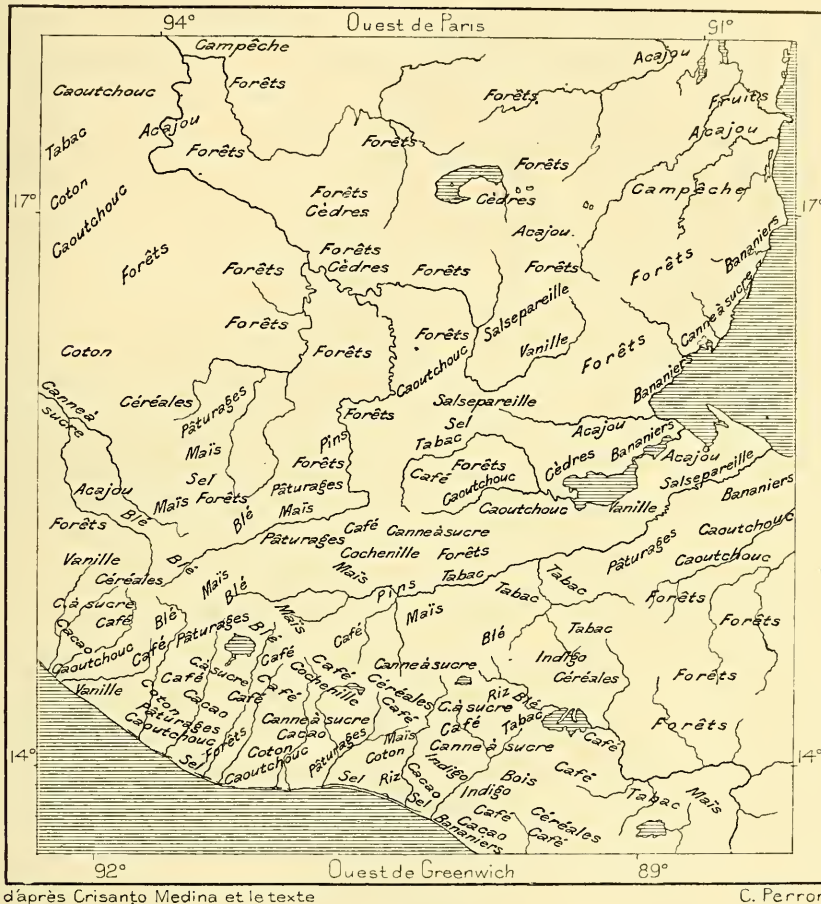 94° Ouest de Paris 91°
Campêche
Acajou
Caoutchouc
Forêts
Forêts
Fruits
Tabac
Acajou
Forêts
Acajou
Forêts
Forêts
Coton
Forêts
Cèdres
Cèdres
Campêche
17°
17°
Caoutchouc
Acajou
Forêts
Forêts
Forêts
Cèdres
Forêts
Forêts
Forêts
Bananiers
Forêts
Salsepareille
Canne à sucre
Forêts
Forêts
Vanille
Coton
Caoutchouc
Forêts
Bananiers
Canne à
sucre
Céréales
Pâturages
Salsepareille
Forêts
Sel
Maïs
Pins
Tabac
Acajou
Bananiers
Sel
Forêts
Café
Forêts
Cèdres
Acajou
Acajou
Maïs
Forêts
Pâturages
Caoutchouc
Salsepareille
Bananiers
Forêts
Blé
Blé
Maïs
Caoutchouc
Vanille
Café
Canne à sucre
Pâturages
Caoutchouc
Vanille
Blé
Cochenille
Forêts
Pâturages
Caoutchouc
Céréales
Maïs
Maïs
Tabac
Tabac
C. à sucre
Blé
Pins
Tabac
Forêts
Café
Blé
Maïs
Maïs
Forêts
Cacao
Café
Pâturages
Blé
Café
Blé
Tabac
Caoutchouc
Indigo
Vanille
Café
C. à sucre
Café
Café
Canne à sucre
Céréales
Forêts
Cochenille
Céréales
Coton
Cacao
Café
Café
Café
C. à sucre
Riz
Blé
Pâturages
Canne à sucre
Café
Tabac
Forêts
Caoutchouc
Cacao
Maïs
Canne à sucre
Café
14°
14°
Sel
Forêts
Coton
Pâturages
Coton
Indigo
Bois
Café
Caoutchouc
Sel
Riz
Cacao
Indigo
Tabac
Maïs
Sel
Café
Céréales
Bananiers
Cacao
Café
92° Ouest de Greenwich 89°
d'après Crisanto Medina et le texte C. Perron